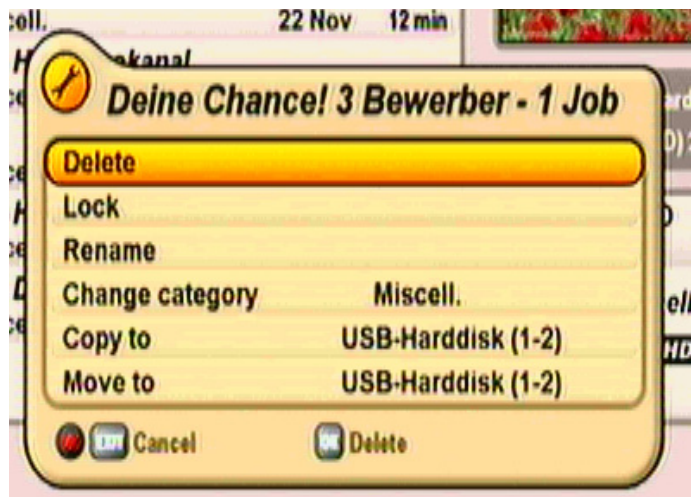 cell. 22 Nov 12 min
Deine Chance! 3 Bewerber - 1 Job
Delete
Lock
Rename
Change category Miscell.
Copy to USB-Harddisk (1-2)
Move to USB-Harddisk (1-2)
EXIT Cancel
OK Delete